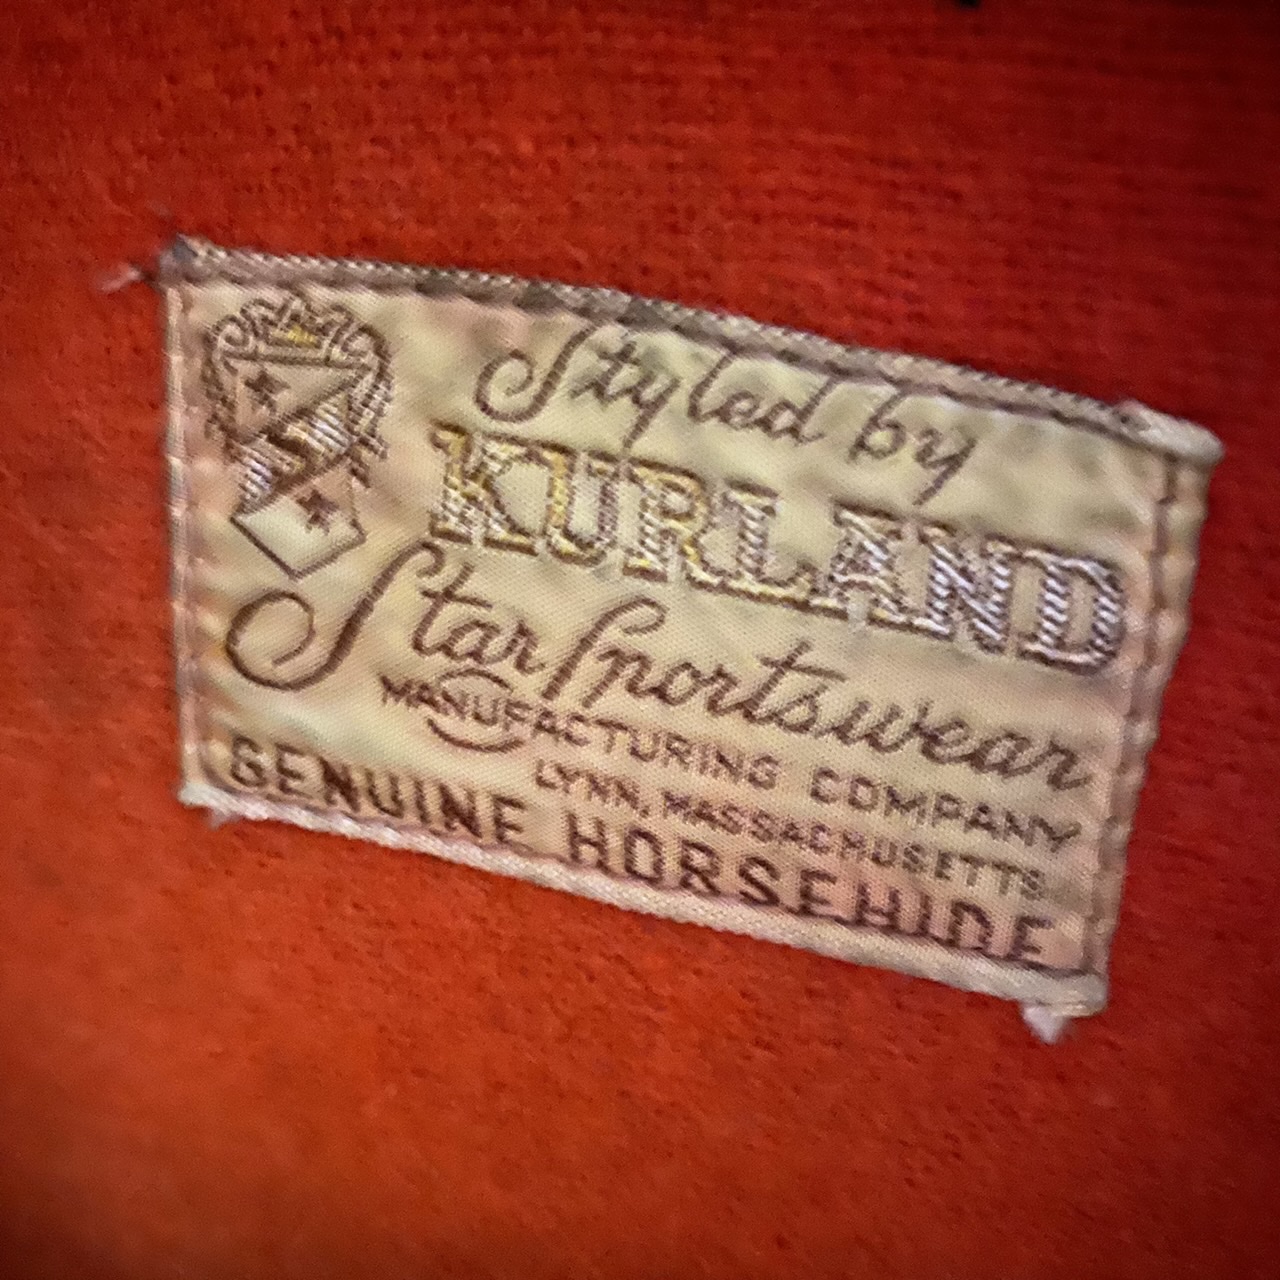 Styled by
KURLAND
Star Sportswear
MANUFACTURING COMPANY
LYNN, MASSACHUSETTS
GENUINE HORSEHIDE